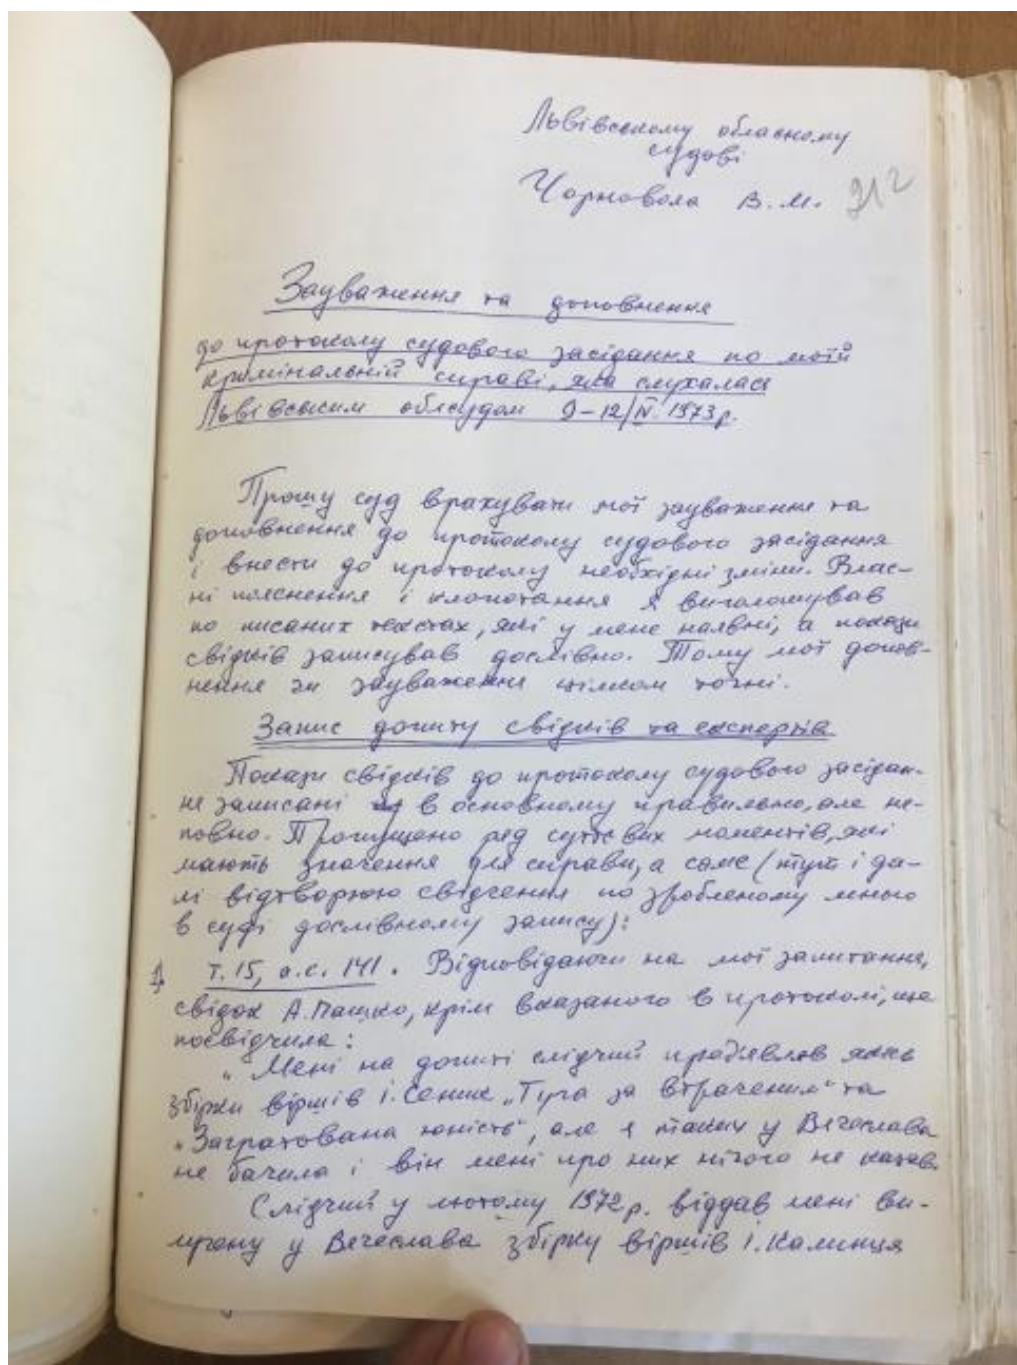 Львівському обласному
судові
Чорновола В.М. 212
Зауваження та доповнення
до протоколу судового засідання по моїй
кримінальній справі, яка слухалася
Львівським облсудом 9-12/IV. 1973р.
Прошу суд врахувати мої зауваження та
доповнення до протоколу судового засідання
і внести до протоколу необхідні зміни. Влас-
ні пояснення і клопотання я виголошував
по писаних текстах, які у мене наявні, а покази
свідків записував дослівно. Тому мої допов-
нення й зауваження цілком точні.
Запис допиту свідків та експертів
Покази свідків до протоколу судового засідан-
ня записані в основному правильно, але не-
повно. Пропущено ряд суттєвих моментів, які
мають значення для справи, а саме (тут і да-
лі відтворюю свідчення по зробленому мною
в суді дослівному запису):
1. т.15, а.с. 141. Відповідаючи на мої запитання,
свідок А.Пашко, крім вказаного в протоколі, ще
посвідчила:
„Мені на допиті слідчий пред'являв якісь
збірки віршів І.Сеник „Туга за втраченим" та
„Заґратована юність", але я таких у Вячеслава
не бачила і він мені про них нічого не казав.
Слідчий у лютому 1972р. віддав мені ви-
лучену у Вячеслава збірку віршів І.Калинця